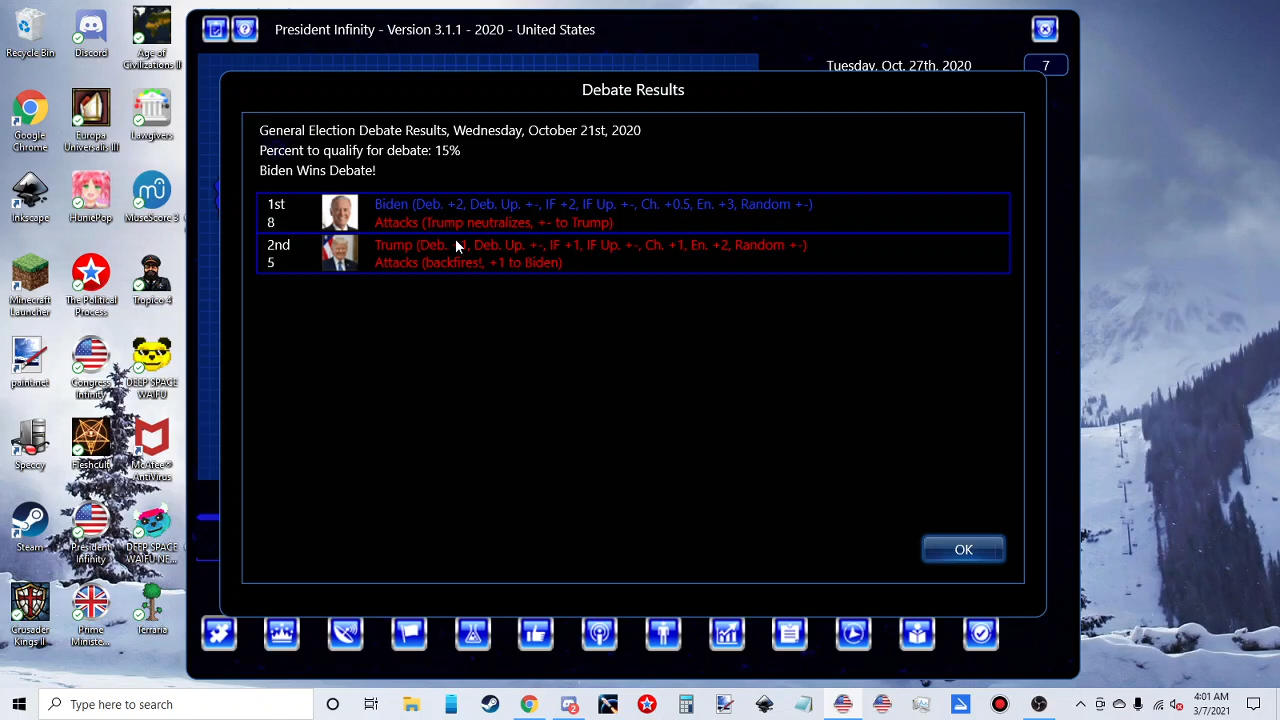 President Infinity - Version 3.1.1 - 2020 - United States
Tuesday, Oct. 27th, 2020
7
Debate Results
General Election Debate Results, Wednesday, October 21st, 2020
Percent to qualify for debate: 15%
Biden Wins Debate!
1st
8
Biden (Deb. +2, Deb. Up. +-, IF +2, IF Up. +-, Ch. +0.5, En. +3, Random +-)
Attacks (Trump neutralizes, +- to Trump)
2nd
5
Trump (Deb. 1, Deb. Up. +-, IF +1, IF Up. +-, Ch. +1, En. +2, Random +-)
Attacks (backfires!, +1 to Biden)
OK
Recycle Bin
Discord
Age of Civilizations II
Google Chrome
Europa Universalis III
Lawgivers
Inkscape
HuniePop
MuseScore 3
Minecraft Launcher
The Political Process
Tropico 4
paint.net
Congress Infinity
DEEP SPACE WAIFU
Speccy
Fleshcult
McAfee® AntiVirus
Steam
President Infinity
DEEP SPACE WAIFU NE...
Crusader Kings II
Prime Ministe...
Terraria
Type here to search
4:01 AM
3/7/2021